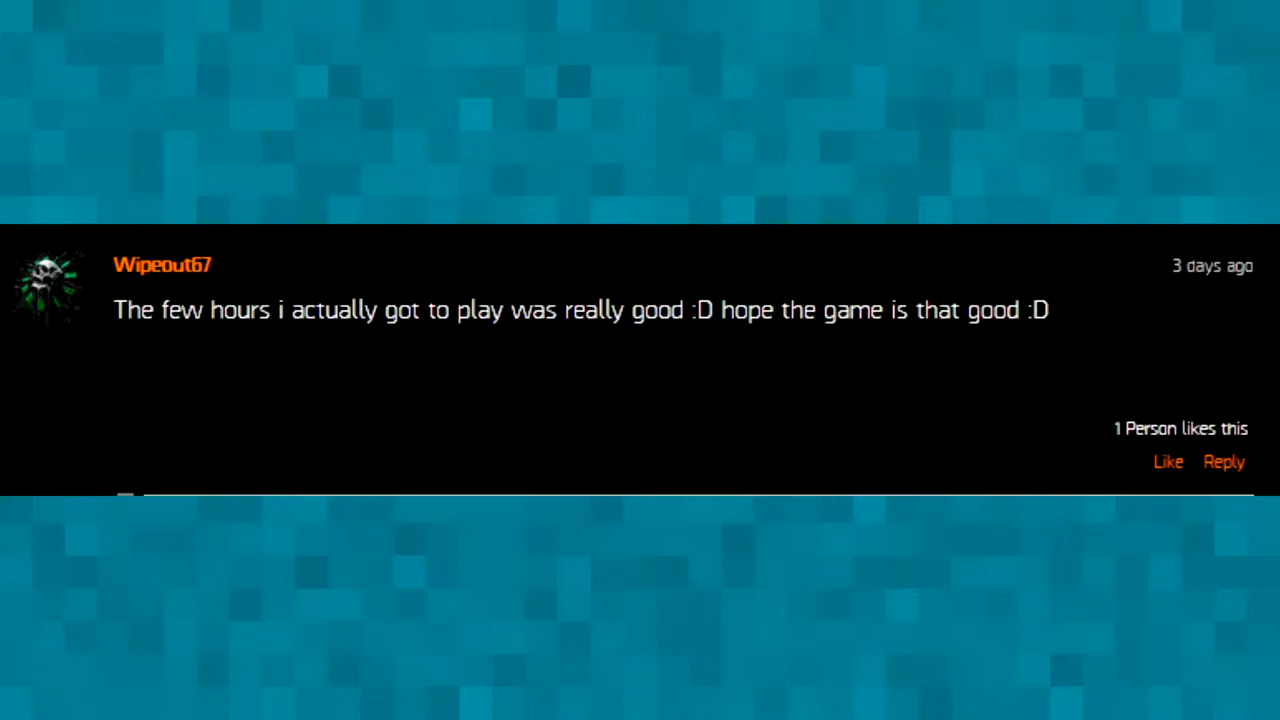 Wipeout67
3 days ago
The few hours i actually got to play was really good :D hope the game is that good :D
1 Person likes this
Like Reply